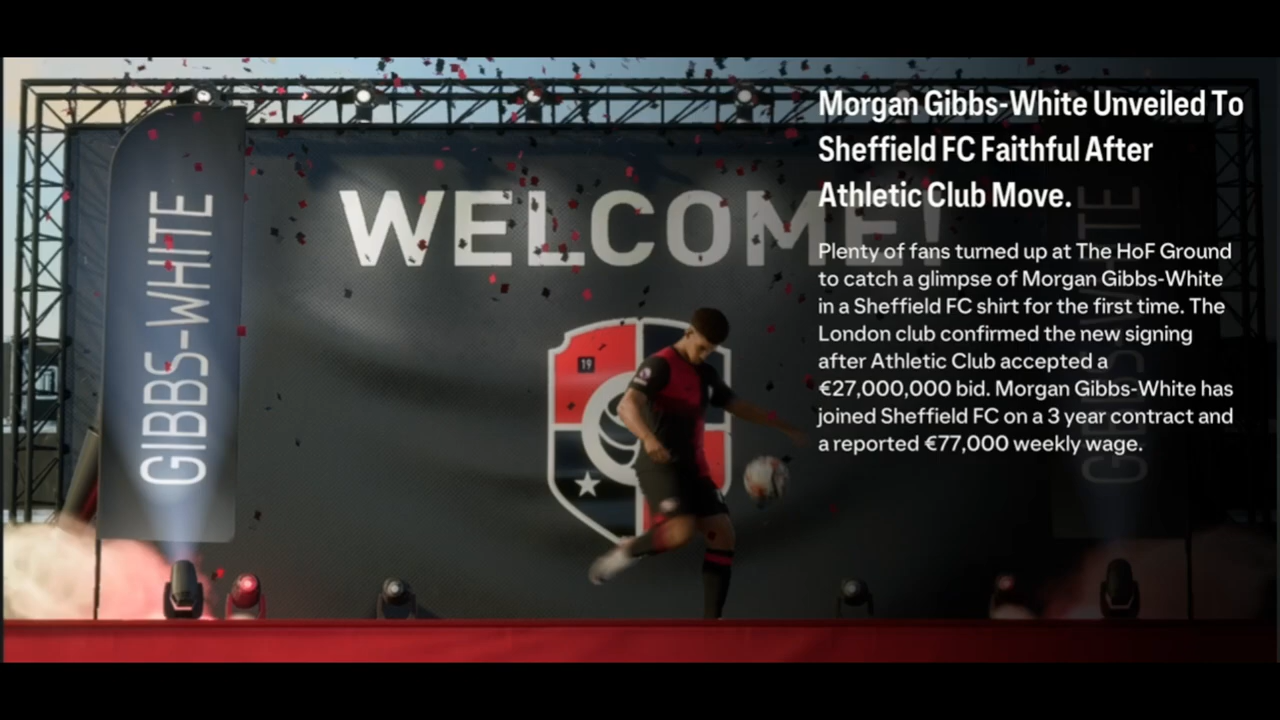 Morgan Gibbs-White Unveiled To
Sheffield FC Faithful After
Athletic Club Move.
Plenty of fans turned up at The HoF Ground
to catch a glimpse of Morgan Gibbs-White
in a Sheffield FC shirt for the first time. The
London club confirmed the new signing
after Athletic Club accepted a
€27,000,000 bid. Morgan Gibbs-White has
joined Sheffield FC on a 3 year contract and
a reported €77,000 weekly wage.
WELCOME!
GIBBS-WHITE
19
GIBBS-WHITE